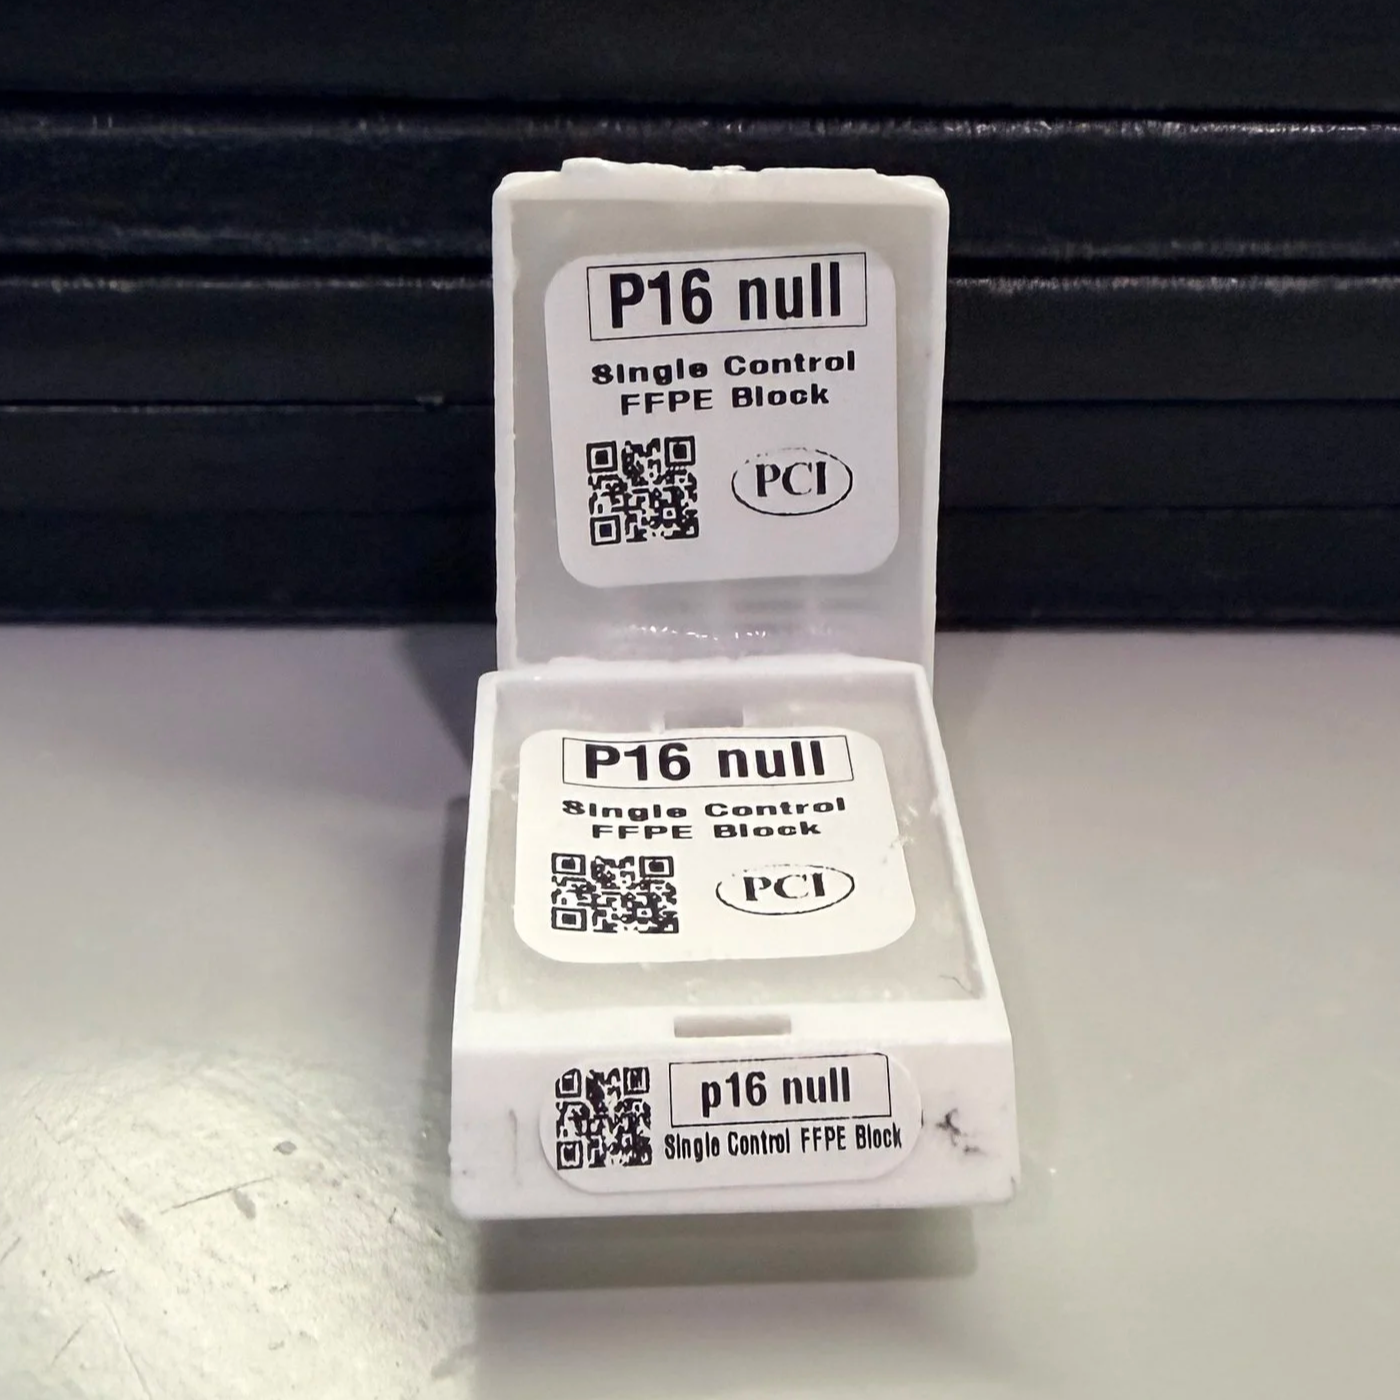 P16 null
Single Control
FFPE Block
PCI
P16 null
Single Control
FFPE Block
PCI
p16 null
Single Control FFPE Block